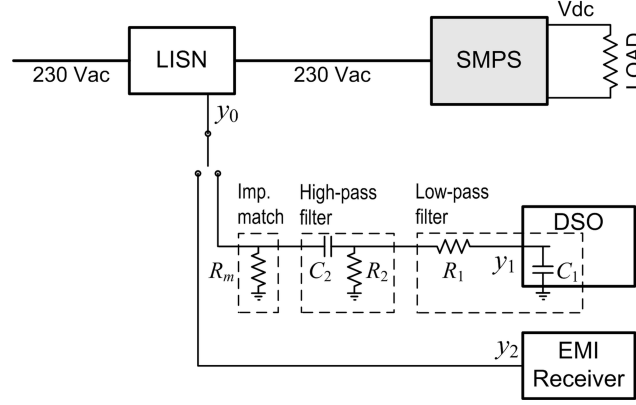 Vdc
LISN
SMPS
LOAD
230 Vac
230 Vac
y0
Imp.
match
High-pass
filter
Low-pass
filter
DSO
Rm
C2
R2
R1
y1
C1
y2
EMI
Receiver